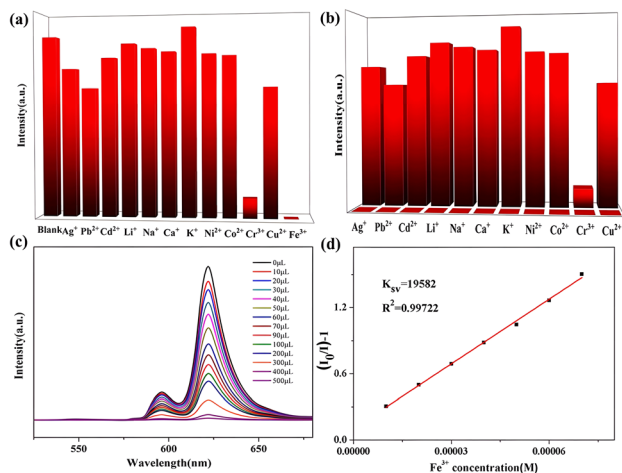 (a)
Intensity(a.u.)
Blank Ag⁺ Pb²⁺ Cd²⁺ Li⁺ Na⁺ Ca⁺ K⁺ Ni²⁺ Co²⁺ Cr³⁺ Cu²⁺ Fe³⁺
(b)
Intensity(a.u.)
Ag⁺ Pb²⁺ Cd²⁺ Li⁺ Na⁺ Ca⁺ K⁺ Ni²⁺ Co²⁺ Cr³⁺ Cu²⁺
(c)
Intensity(a.u.)
0μL
10μL
20μL
30μL
40μL
50μL
60μL
70μL
90μL
100μL
200μL
300μL
400μL
500μL
550 600 650
Wavelength(nm)
(d)
(I₀/I)-1
K_sv=19582
R²=0.99722
1.2
0.6
0.0
0.00000 0.00003 0.00006
Fe³⁺ concentration(M)